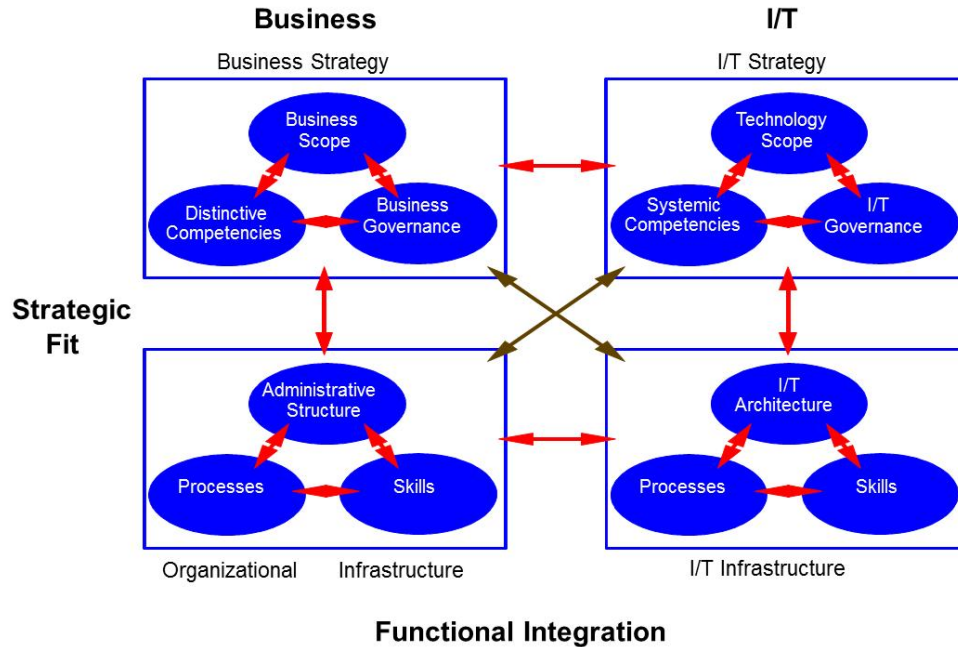 Business
I/T
Business Strategy
I/T Strategy
Business
Scope
Technology
Scope
Distinctive
Competencies
Business
Governance
Systemic
Competencies
I/T
Governance
Strategic
Fit
Administrative
Structure
I/T
Architecture
Processes
Skills
Processes
Skills
Organizational Infrastructure
I/T Infrastructure
Functional Integration